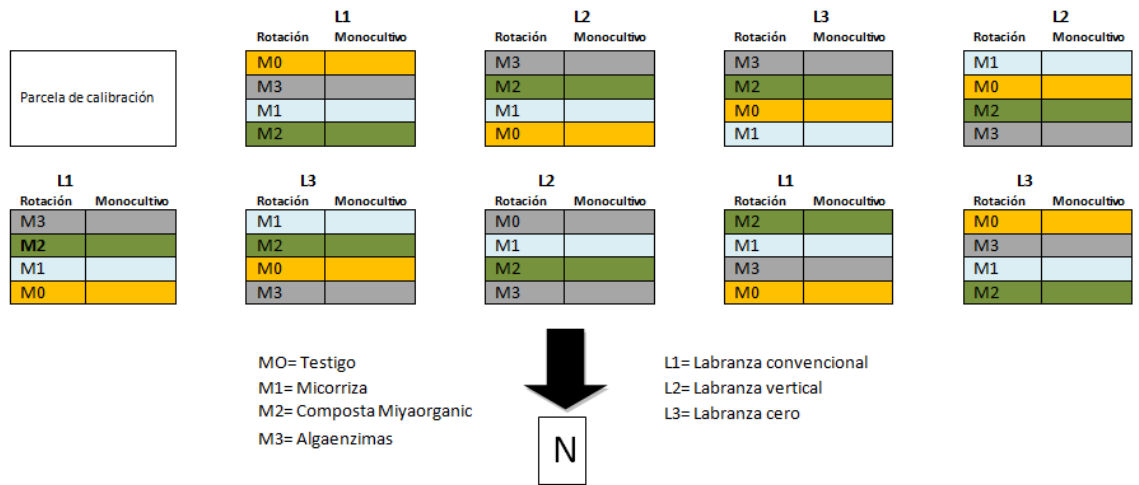 L1 L2 L3 L2
Rotación Monocultivo Rotación Monocultivo Rotación Monocultivo Rotación Monocultivo
Parcela de calibración
M0 M3 M3 M1
M3 M2 M2 M0
M1 M1 M0 M2
M2 M0 M1 M3
L1 L3 L2 L1 L3
Rotación Monocultivo Rotación Monocultivo Rotación Monocultivo Rotación Monocultivo Rotación Monocultivo
M3 M1 M0 M2 M0
M2 M2 M1 M1 M3
M1 M0 M2 M3 M1
M0 M3 M3 M0 M2
MO= Testigo
M1= Micorriza
M2= Composta Miyaorganic
M3= Algaenzimas
L1= Labranza convencional
L2= Labranza vertical
L3= Labranza cero
N